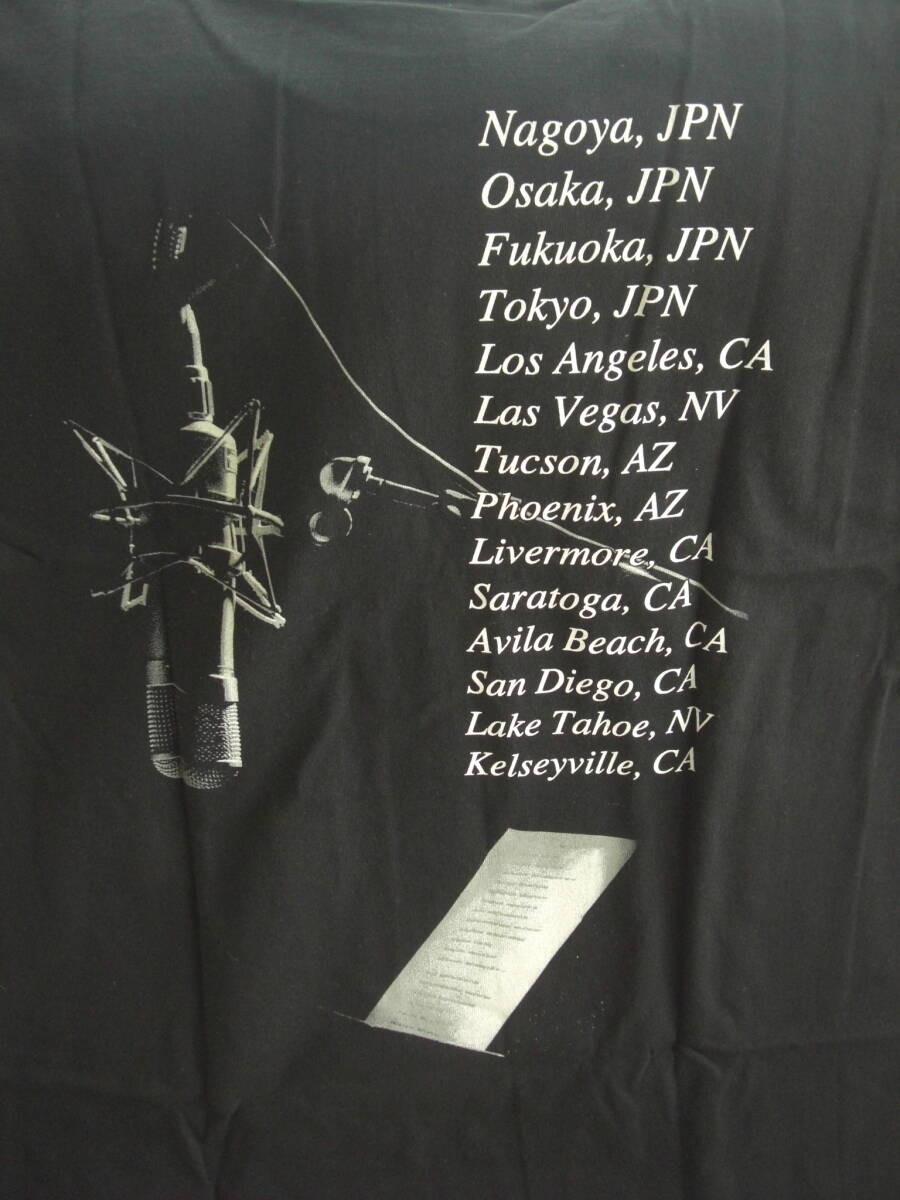 Nagoya, JPN
Osaka, JPN
Fukuoka, JPN
Tokyo, JPN
Los Angeles, CA
Las Vegas, NV
Tucson, AZ
Phoenix, AZ
Livermore, CA
Saratoga, CA
Avila Beach, CA
San Diego, CA
Lake Tahoe, NV
Kelseyville, CA